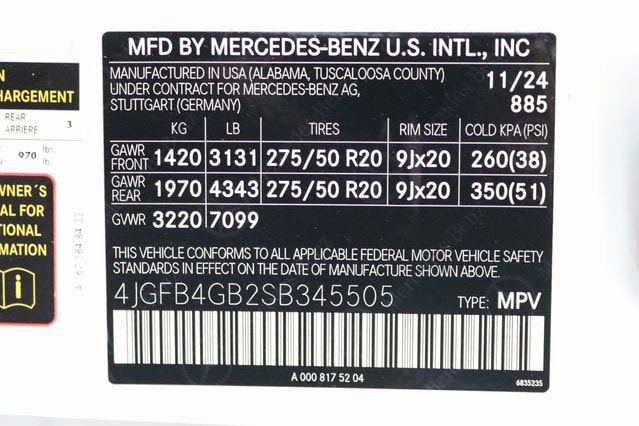 MFD BY MERCEDES-BENZ U.S. INTL., INC
MANUFACTURED IN USA (ALABAMA, TUSCALOOSA COUNTY)
UNDER CONTRACT FOR MERCEDES-BENZ AG,
STUTTGART (GERMANY)
11/24
885
KG LB TIRES RIM SIZE COLD KPA (PSI)
GAWR FRONT 1420 3131 275/50 R20 9Jx20 260(38)
GAWR REAR 1970 4343 275/50 R20 9Jx20 350(51)
GVWR 3220 7099
THIS VEHICLE CONFORMS TO ALL APPLICABLE FEDERAL MOTOR VEHICLE SAFETY
STANDARDS IN EFFECT ON THE DATE OF MANUFACTURE SHOWN ABOVE.
4JGFB4GB2SB345505 TYPE: MPV
A 000 817 52 04
6835235
N
HARGEMENT
REAR
ARRIÈRE 3
970 lbs
lb
WNER´S
AL FOR
TIONAL
MATION
i